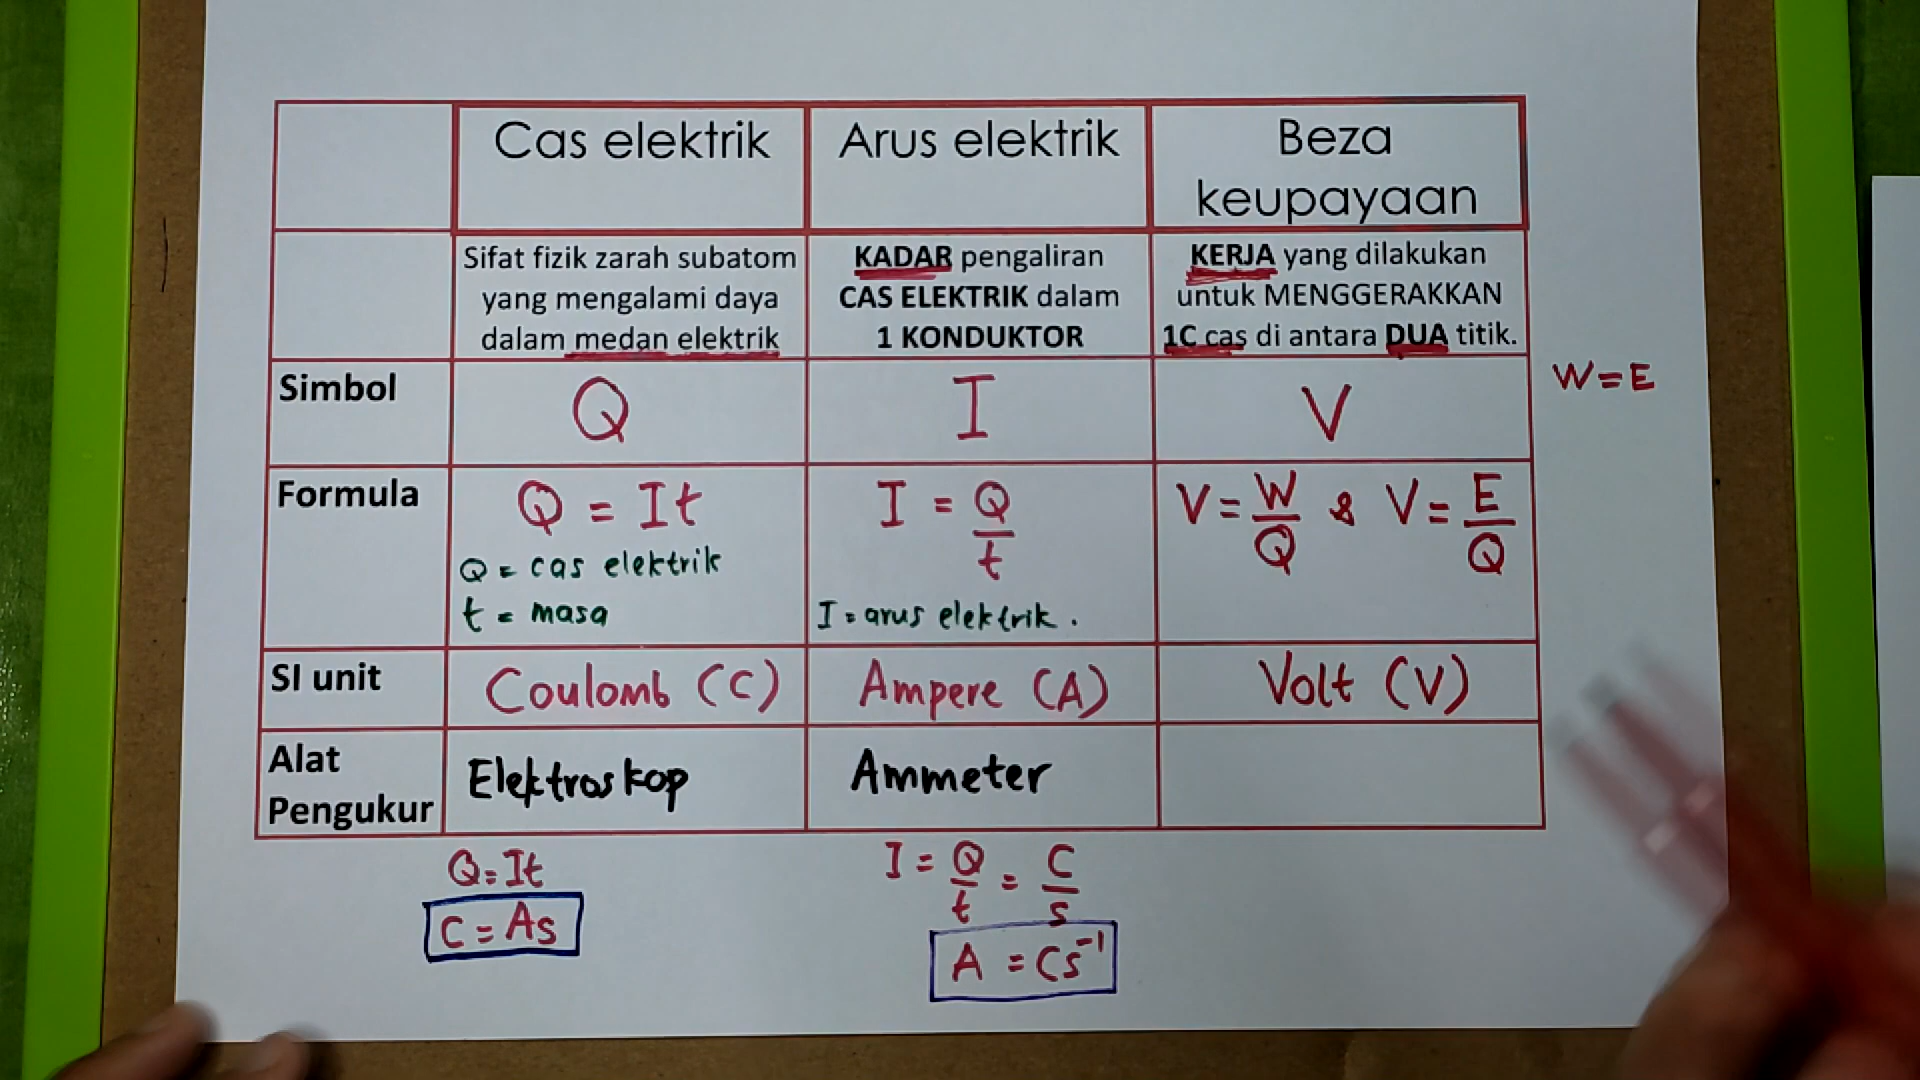 Cas elektrik
Arus elektrik
Beza
keupayaan
Sifat fizik zarah subatom
yang mengalami daya
dalam medan elektrik
KADAR pengaliran
CAS ELEKTRIK dalam
1 KONDUKTOR
KERJA yang dilakukan
untuk MENGGERAKKAN
1C cas di antara DUA titik.
Simbol
Q
I
V
W=E
Formula
Q = It
Q = cas elektrik
t = masa
I = Q/t
I = arus elektrik.
V = W/Q & V = E/Q
SI unit
Coulomb (C)
Ampere (A)
Volt (V)
Alat
Pengukur
Elektroskop
Ammeter
Q=It
C = As
I = Q/t = C/s
A = Cs⁻¹